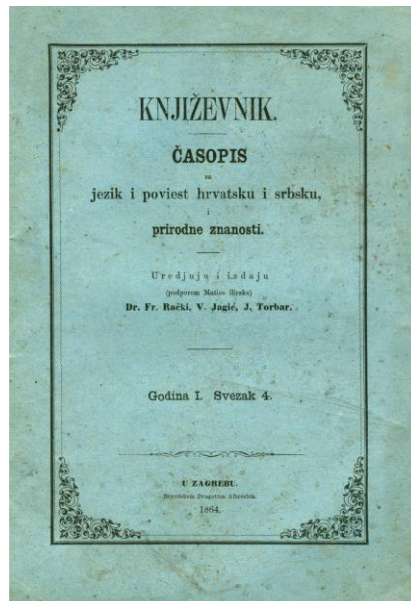 KNJIŽEVNIK.
ČASOPIS
za
jezik i poviest hrvatsku i srbsku,
i
prirodne znanosti.
Uredjuju i izdaju
(podporom Matice ilirske)
Dr. Fr. Rački, V. Jagić, J. Torbar.
Godina I. Svezak 4.
U ZAGREBU.
Brzotiskom Dragutina Albrechta.
1864.